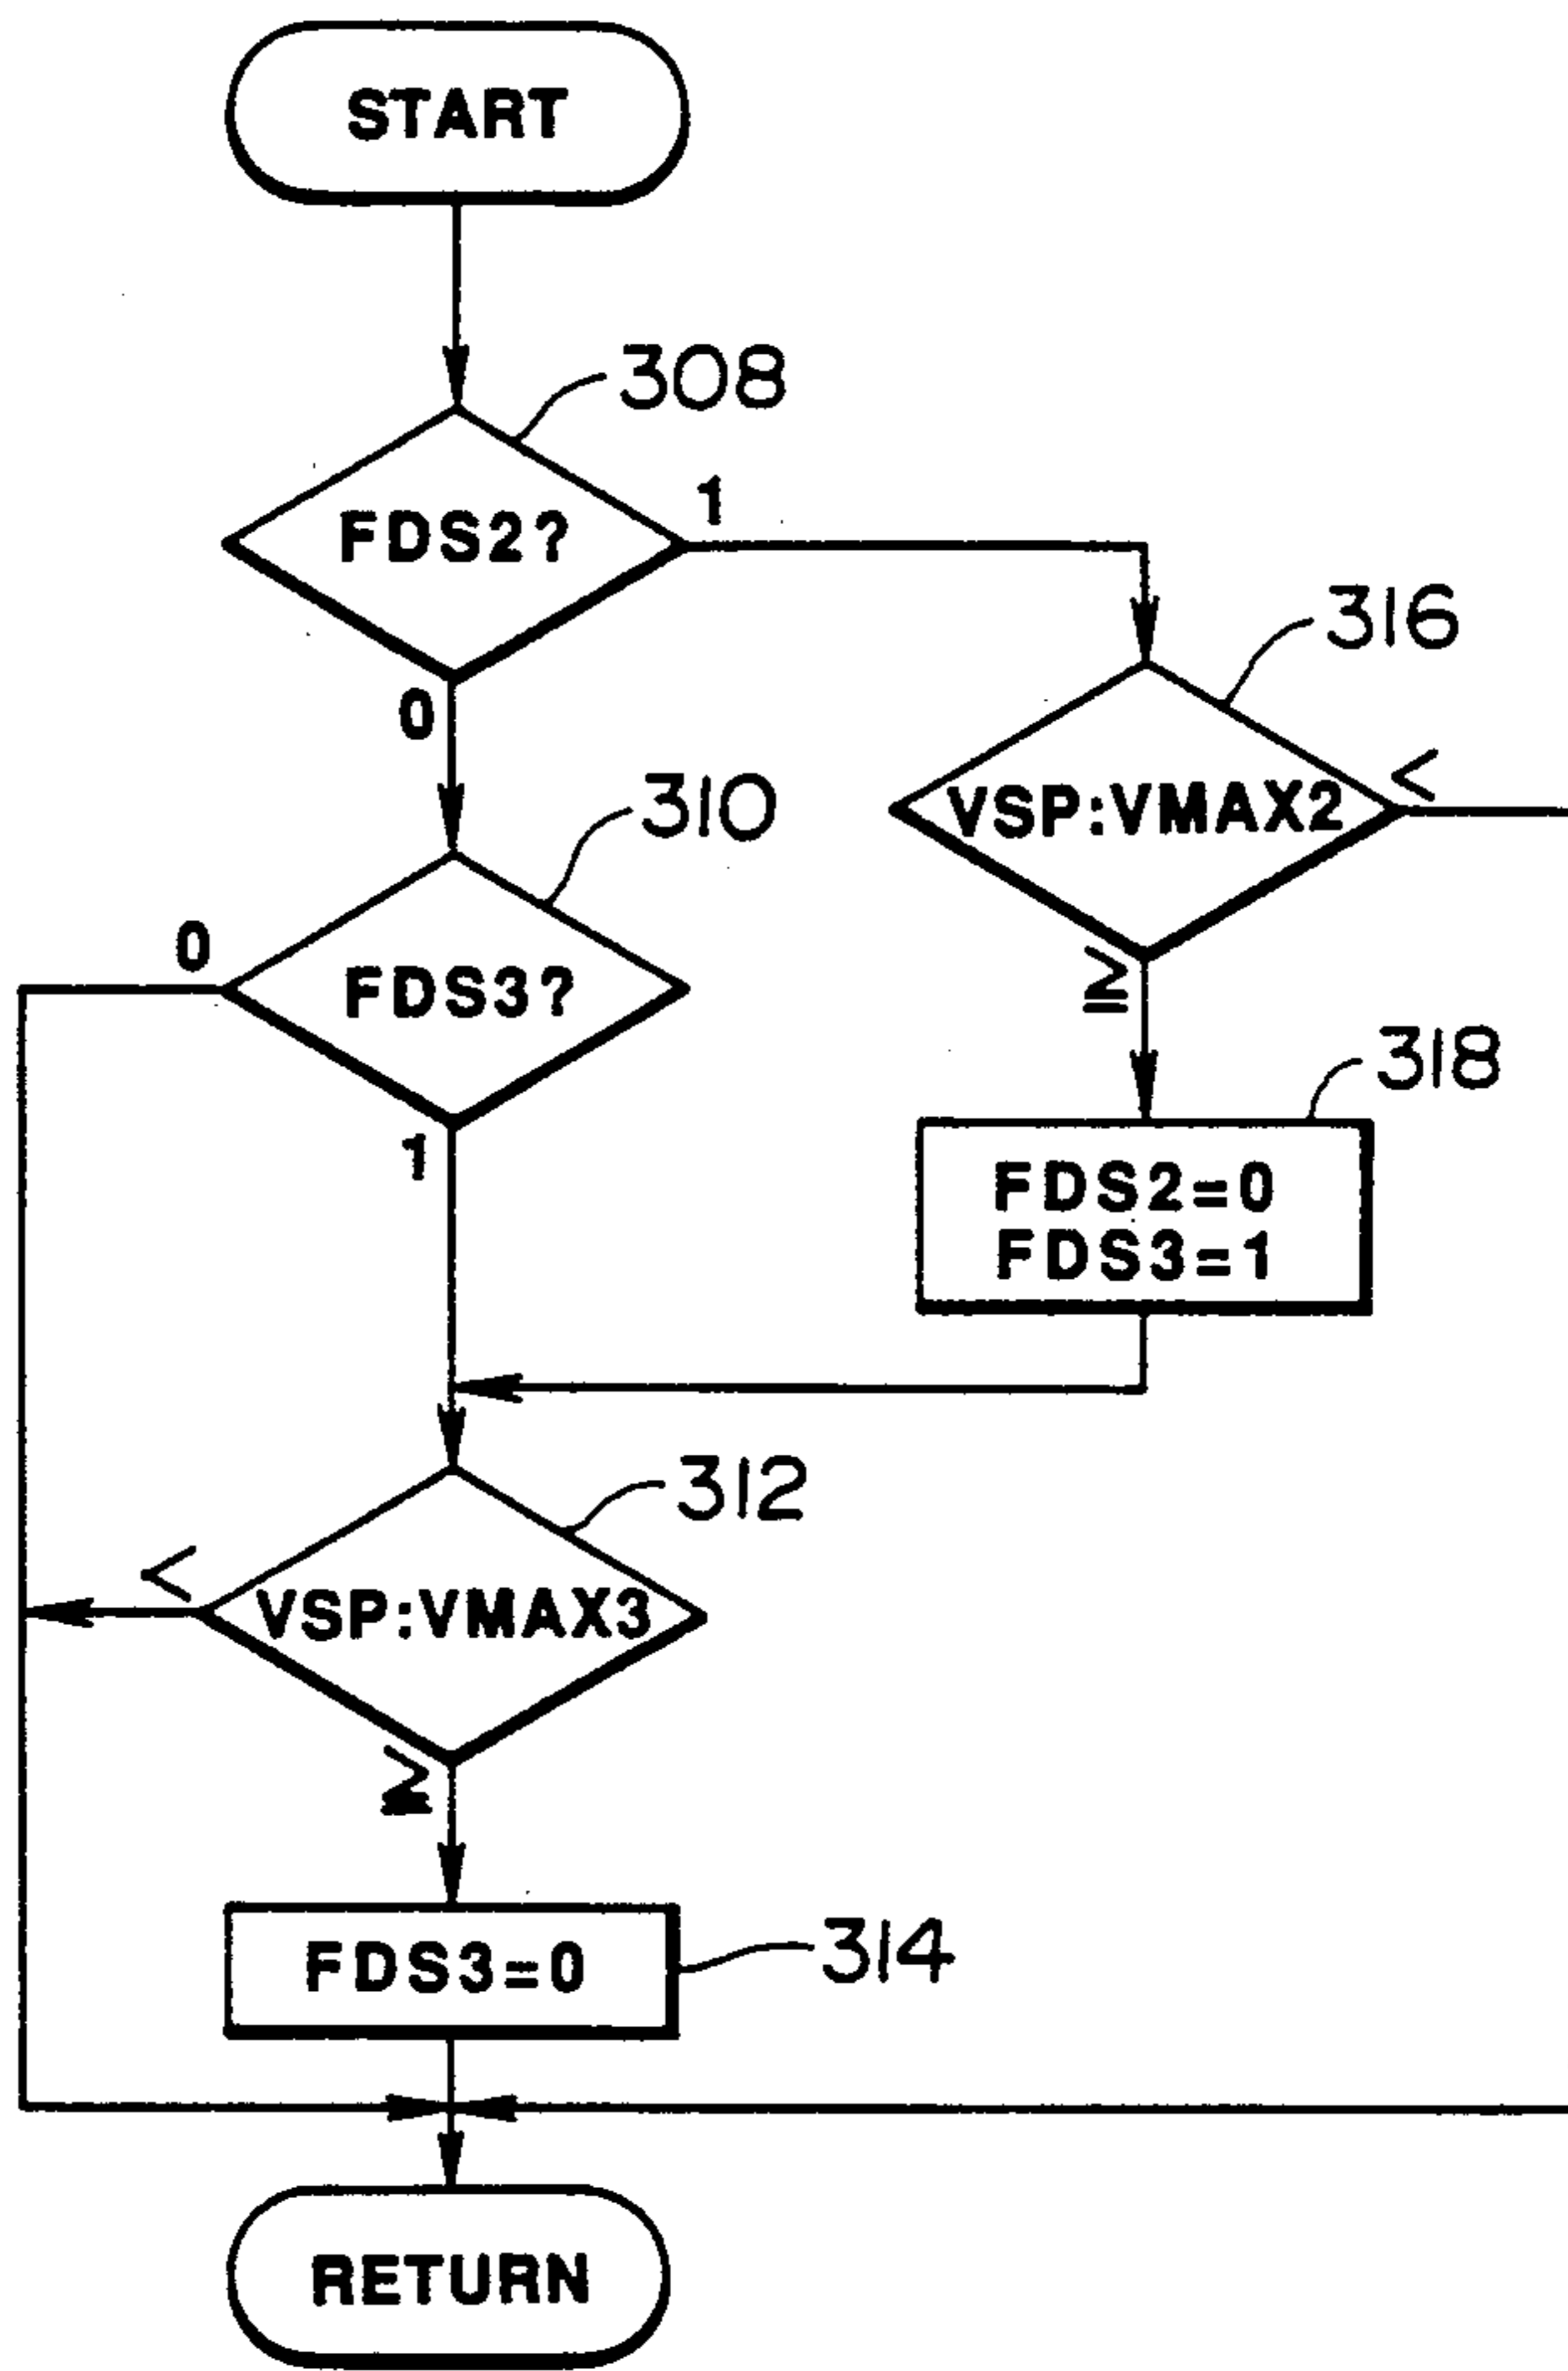 START
308
FDS2?
1
0
316
VSP:VMAX2
<
≥
310
FDS3?
0
1
318
FDS2=0
FDS3=1
312
VSP:VMAX3
<
≥
FDS3=0
314
RETURN